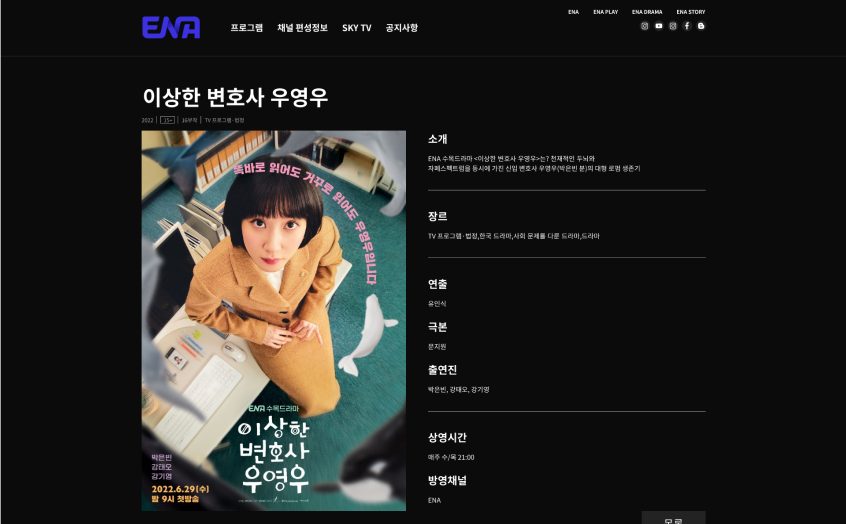 ENA
프로그램 채널 편성정보 SKY TV 공지사항
ENA ENA PLAY ENA DRAMA ENA STORY
이상한 변호사 우영우
2022 | 15+ | 16부작 | TV 프로그램·법정
똑바로 읽어도 거꾸로 읽어도 우영우입니다
ENA 수목드라마
이상한
변호사
우영우
박은빈
강태오
강기영
2022.6.29(수)
밤 9시 첫방송
소개
ENA 수목드라마 <이상한 변호사 우영우>는? 천재적인 두뇌와
자폐스펙트럼을 동시에 가진 신입 변호사 우영우(박은빈 분)의 대형 로펌 생존기
장르
TV 프로그램·법정,한국 드라마,사회 문제를 다룬 드라마,드라마
연출
유인식
극본
문지원
출연진
박은빈, 강태오, 강기영
상영시간
매주 수/목 21:00
방영채널
ENA
목록